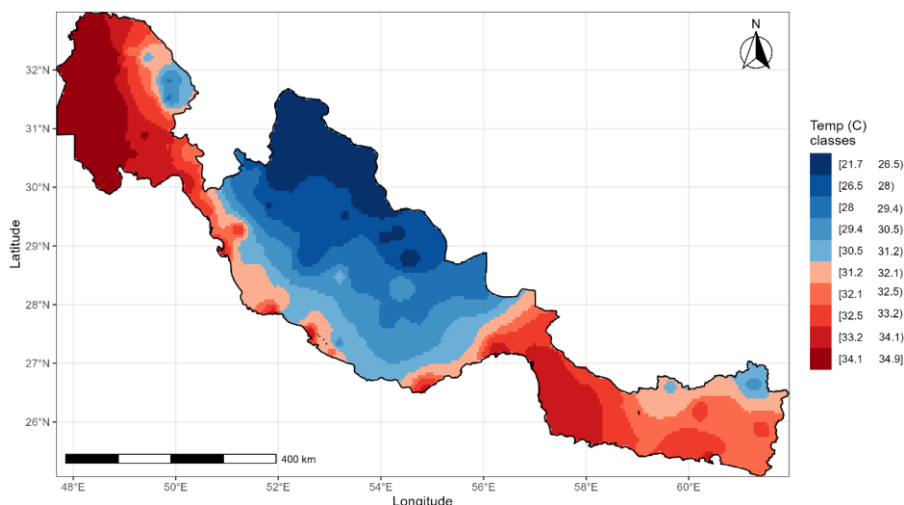 N
32°N
31°N
30°N
29°N
28°N
27°N
26°N
Latitude
400 km
48°E 50°E 52°E 54°E 56°E 58°E 60°E
Longitude
Temp (C)
classes
[21.7 26.5)
[26.5 28)
[28 29.4)
[29.4 30.5)
[30.5 31.2)
[31.2 32.1)
[32.1 32.5)
[32.5 33.2)
[33.2 34.1)
[34.1 34.9]